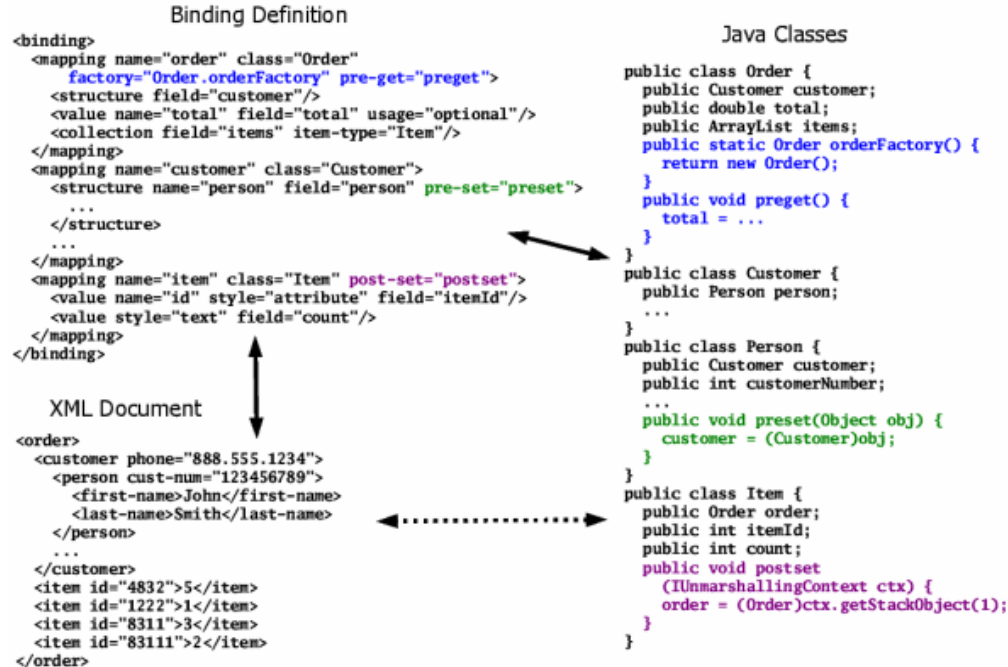 Binding Definition
<binding>
  <mapping name="order" class="Order"
      factory="Order.orderFactory" pre-get="preget">
    <structure field="customer"/>
    <value name="total" field="total" usage="optional"/>
    <collection field="items" item-type="Item"/>
  </mapping>
  <mapping name="customer" class="Customer">
    <structure name="person" field="person" pre-set="preset">
      ...
    </structure>
    ...
  </mapping>
  <mapping name="item" class="Item" post-set="postset">
    <value name="id" style="attribute" field="itemId"/>
    <value style="text" field="count"/>
  </mapping>
</binding>
XML Document
<order>
  <customer phone="888.555.1234">
    <person cust-num="123456789">
      <first-name>John</first-name>
      <last-name>Smith</last-name>
    </person>
    ...
  </customer>
  <item id="4832">5</item>
  <item id="1222">1</item>
  <item id="8311">3</item>
  <item id="83111">2</item>
</order>
Java Classes
public class Order {
  public Customer customer;
  public double total;
  public ArrayList items;
  public static Order orderFactory() {
    return new Order();
  }
  public void preget() {
    total = ...
  }
}
public class Customer {
  public Person person;
  ...
}
public class Person {
  public Customer customer;
  public int customerNumber;
  ...
  public void preset(Object obj) {
    customer = (Customer)obj;
  }
}
public class Item {
  public Order order;
  public int itemId;
  public int count;
  public void postset
    (IUnmarshallingContext ctx) {
    order = (Order)ctx.getStackObject(1);
  }
}